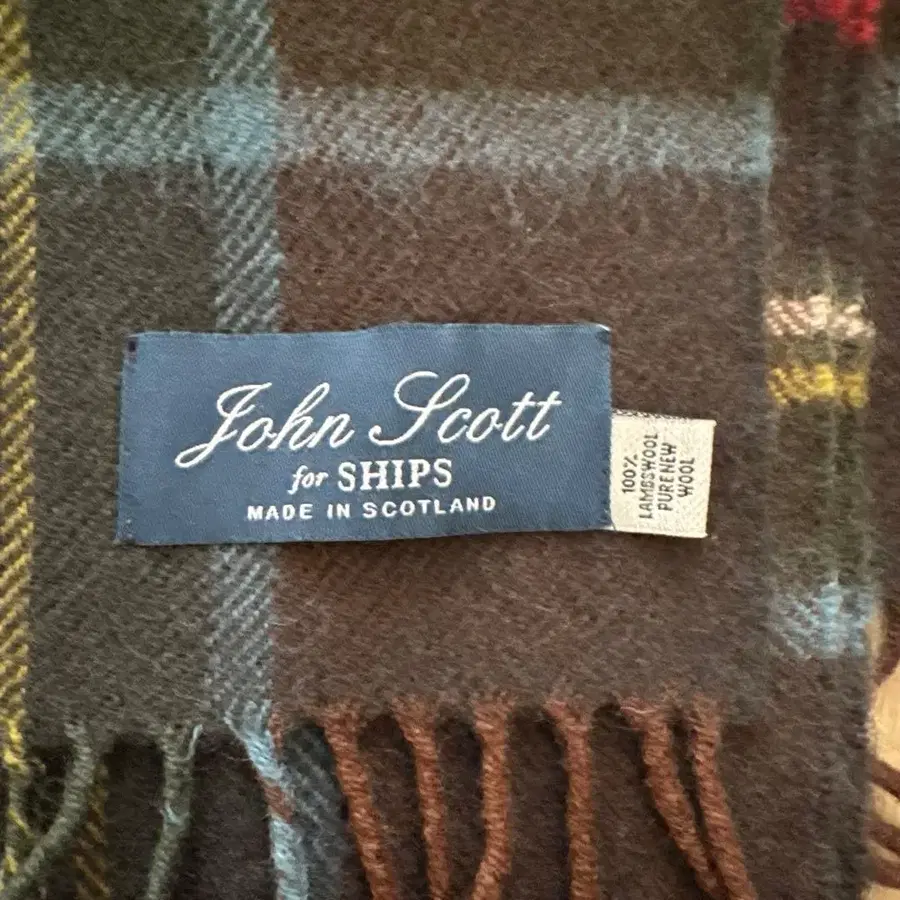 John Scott
for SHIPS
MADE IN SCOTLAND
100%
LAMBSWOOL
PURE NEW
WOOL